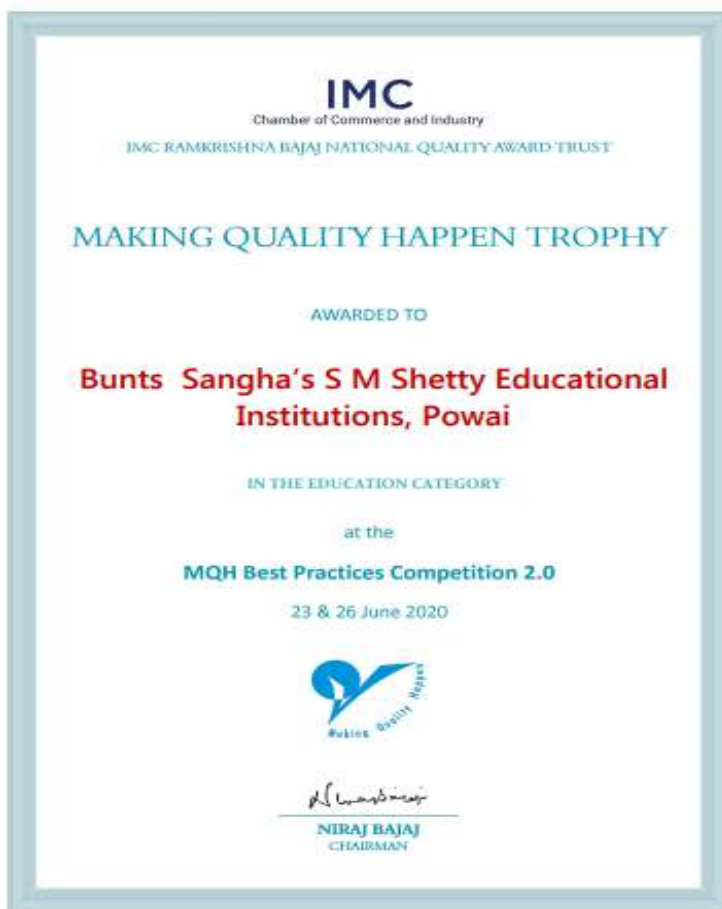 IMC
Chamber of Commerce and Industry
IMC RAMKRISHNA BAJAJ NATIONAL QUALITY AWARD TRUST
MAKING QUALITY HAPPEN TROPHY
AWARDED TO
Bunts Sangha's S M Shetty Educational
Institutions, Powai
IN THE EDUCATION CATEGORY
at the
MQH Best Practices Competition 2.0
23 & 26 June 2020
Making Quality Happen
NIRAJ BAJAJ
CHAIRMAN